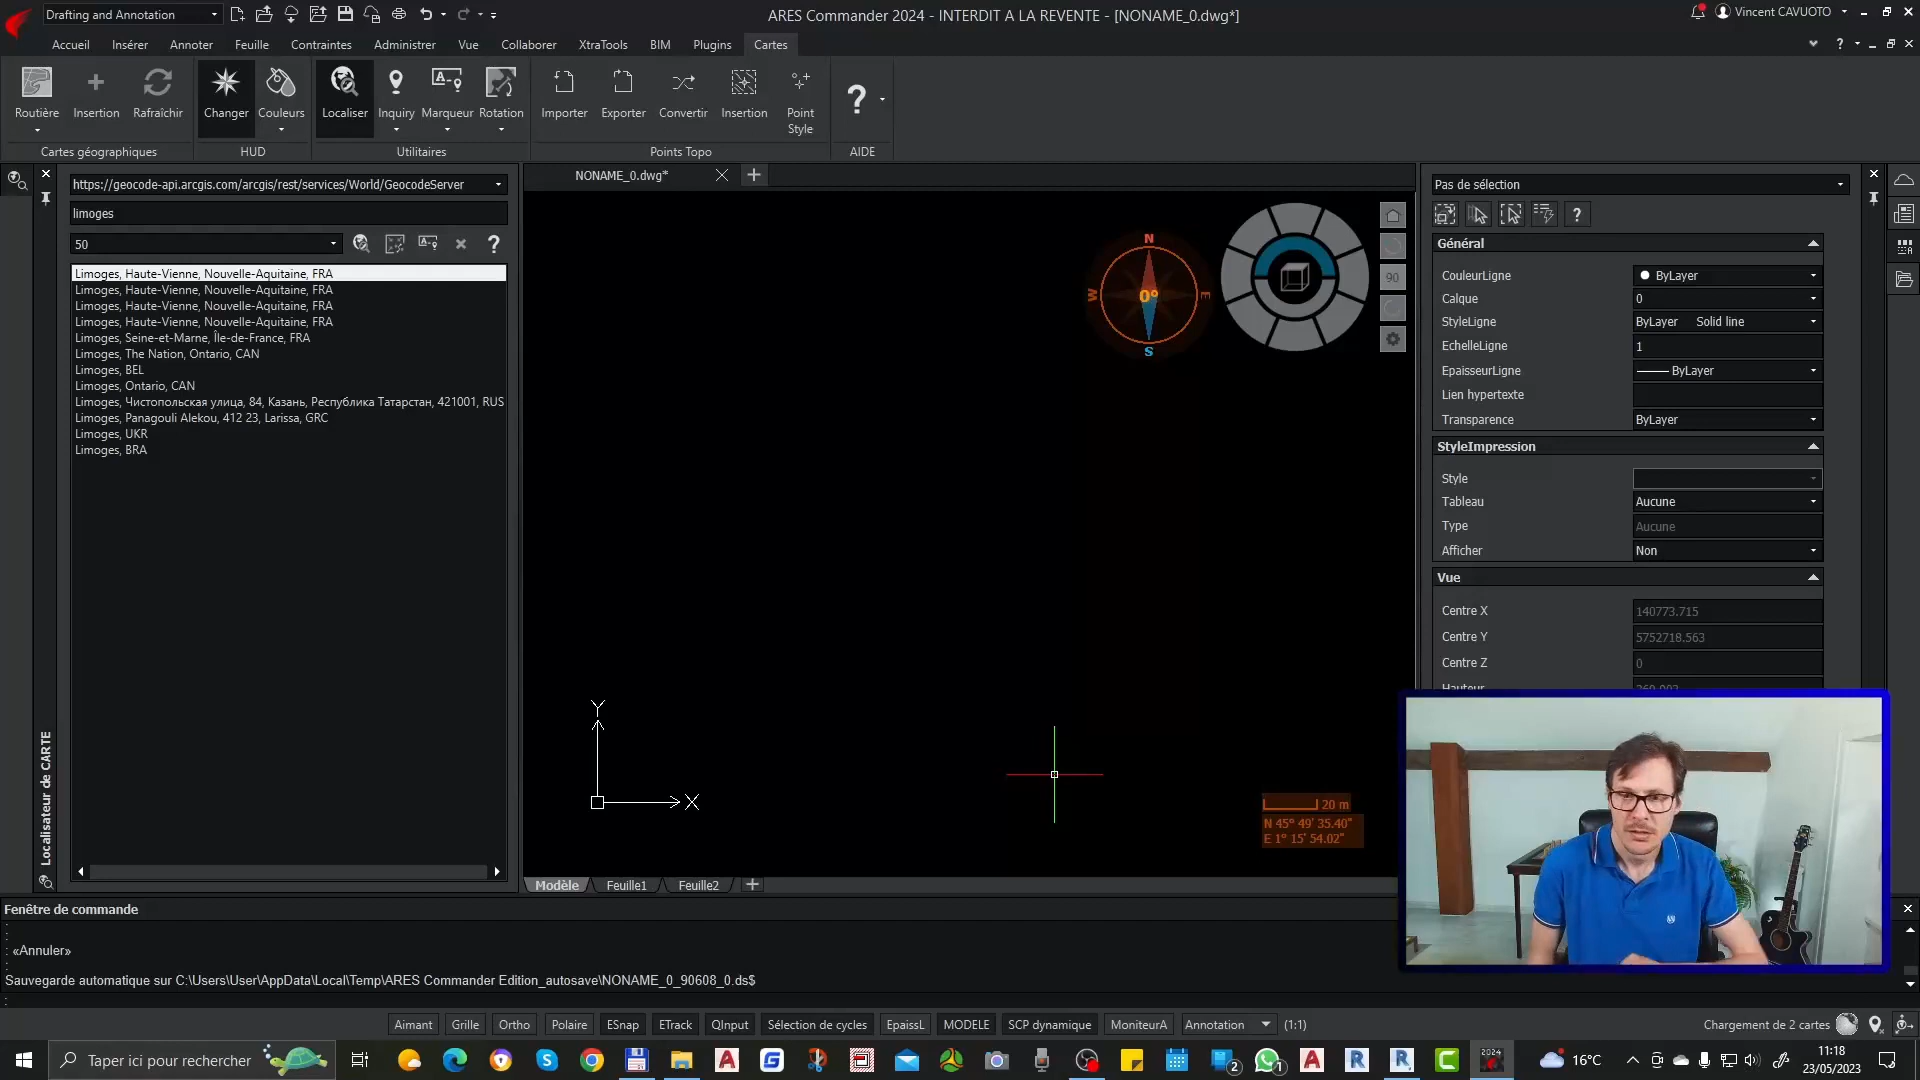 Drafting and Annotation
ARES Commander 2024 - INTERDIT A LA REVENTE - [NONAME_0.dwg*]
Vincent CAVUOTO
Accueil Insérer Annoter Feuille Contraintes Administrer Vue Collaborer XtraTools BIM Plugins Cartes
Routière Insertion Rafraîchir Changer Couleurs Localiser Inquiry Marqueur Rotation Importer Exporter Convertir Insertion Point Style
Cartes géographiques HUD Utilitaires Points Topo AIDE
https://geocode-api.arcgis.com/arcgis/rest/services/World/GeocodeServer
limoges
50
Limoges, Haute-Vienne, Nouvelle-Aquitaine, FRA
Limoges, Haute-Vienne, Nouvelle-Aquitaine, FRA
Limoges, Haute-Vienne, Nouvelle-Aquitaine, FRA
Limoges, Haute-Vienne, Nouvelle-Aquitaine, FRA
Limoges, Seine-et-Marne, Île-de-France, FRA
Limoges, The Nation, Ontario, CAN
Limoges, BEL
Limoges, Ontario, CAN
Limoges, Чистопольская улица, 84, Казань, Республика Татарстан, 421001, RUS
Limoges, Panagouli Alekou, 412 23, Larissa, GRC
Limoges, UKR
Limoges, BRA
Localisateur de CARTE
NONAME_0.dwg*
N
W 0° E
S
90
Y
X
20 m
N 45° 49' 35.40"
E 1° 15' 54.02"
Modèle Feuille1 Feuille2
Pas de sélection
Général
CouleurLigne ByLayer
Calque 0
StyleLigne ByLayer Solid line
EchelleLigne 1
EpaisseurLigne ByLayer
Lien hypertexte
Transparence ByLayer
StyleImpression
Style
Tableau Aucune
Type Aucune
Afficher Non
Vue
Centre X 140773.715
Centre Y 5752718.563
Centre Z 0
Fenêtre de commande
:
:
: «Annuler»
:
Sauvegarde automatique sur C:\Users\User\AppData\Local\Temp\ARES Commander Edition_autosave\NONAME_0_90608_0.ds$
:
Aimant Grille Ortho Polaire ESnap ETrack QInput Sélection de cycles EpaissL MODELE SCP dynamique MoniteurA Annotation (1:1) Chargement de 2 cartes
Taper ici pour rechercher
2
1
2024
16°C
11:18
23/05/2023